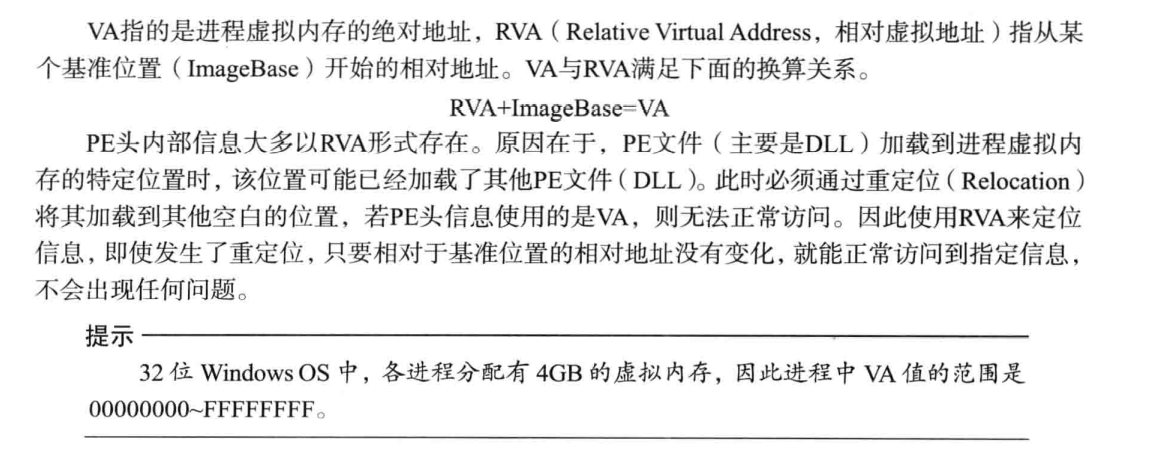 VA指的是进程虚拟内存的绝对地址，RVA（Relative Virtual Address，相对虚拟地址）指从某
个基准位置（ImageBase）开始的相对地址。VA与RVA满足下面的换算关系。
RVA+ImageBase=VA
PE头内部信息大多以RVA形式存在。原因在于，PE文件（主要是DLL）加载到进程虚拟内
存的特定位置时，该位置可能已经加载了其他PE文件（DLL）。此时必须通过重定位（Relocation）
将其加载到其他空白的位置，若PE头信息使用的是VA，则无法正常访问。因此使用RVA来定位
信息，即使发生了重定位，只要相对于基准位置的相对地址没有变化，就能正常访问到指定信息，
不会出现任何问题。
提示
32位 Windows OS 中，各进程分配有 4GB 的虚拟内存，因此进程中 VA 值的范围是
00000000~FFFFFFFF。